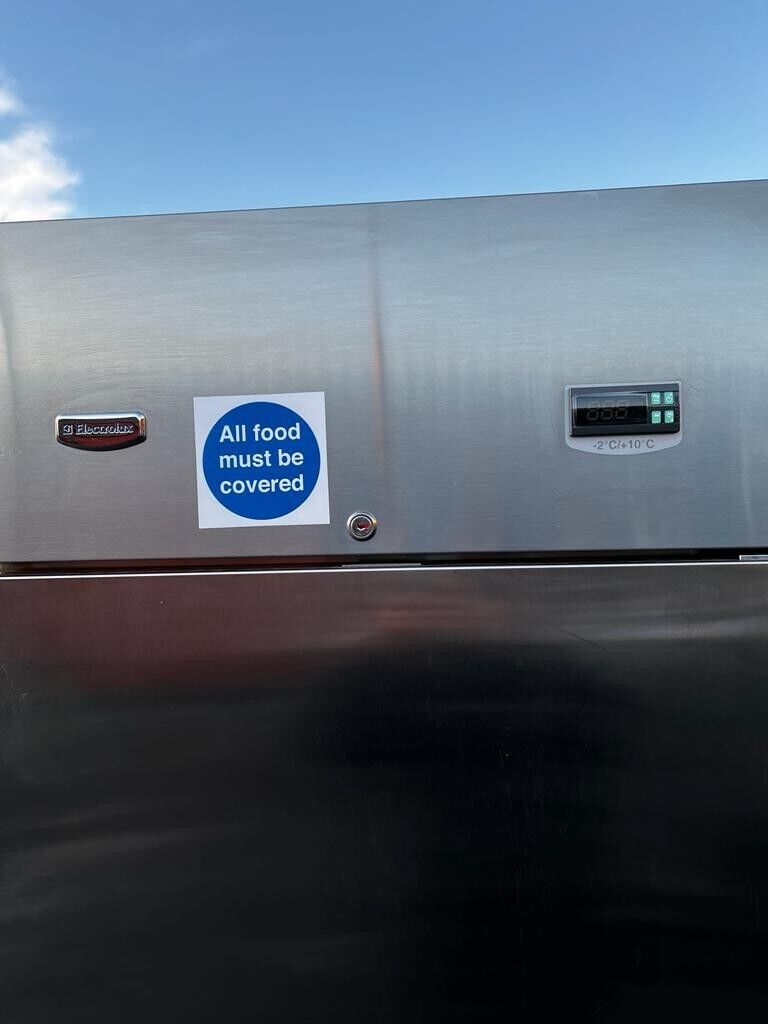 Electrolux
All food
must be
covered
-2°C/+10°C